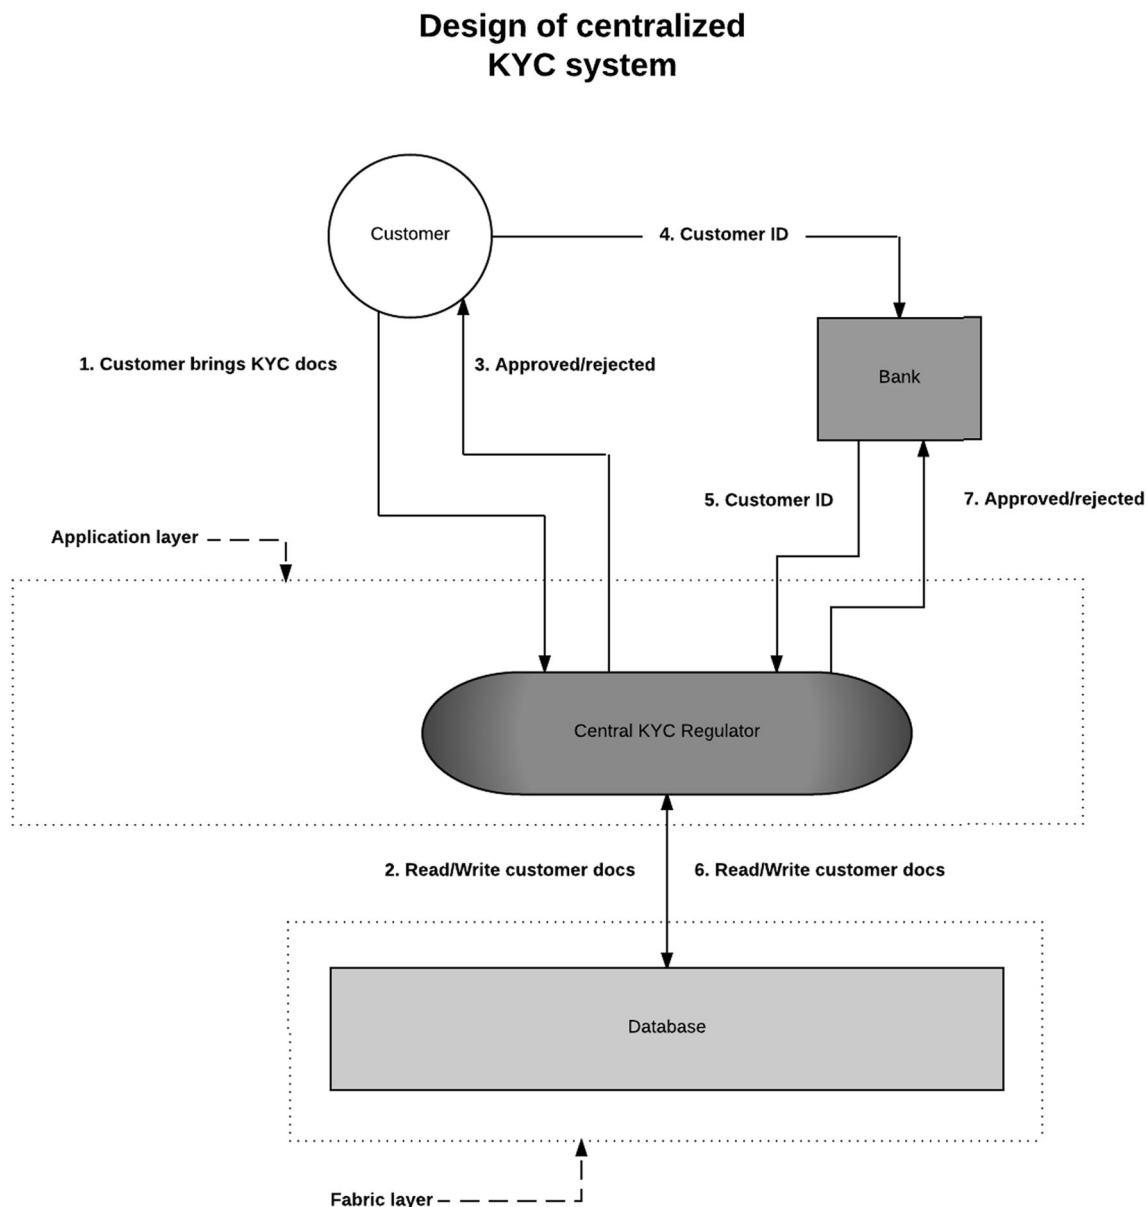 Design of centralized
KYC system
Customer
4. Customer ID
1. Customer brings KYC docs
3. Approved/rejected
Bank
5. Customer ID
7. Approved/rejected
Application layer
Central KYC Regulator
2. Read/Write customer docs
6. Read/Write customer docs
Database
Fabric layer